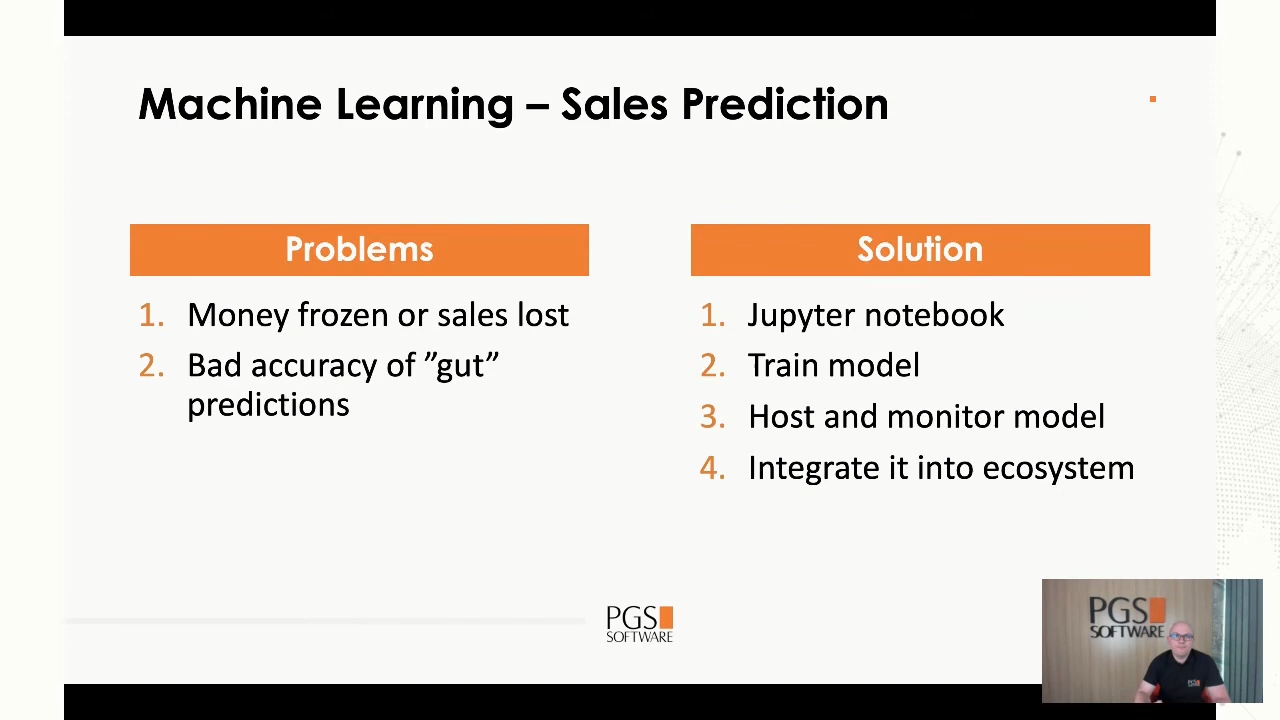 Machine Learning – Sales Prediction
Problems
1. Money frozen or sales lost
2. Bad accuracy of ”gut”
predictions
Solution
1. Jupyter notebook
2. Train model
3. Host and monitor model
4. Integrate it into ecosystem
PGS
SOFTWARE
PGS
SOFTWARE